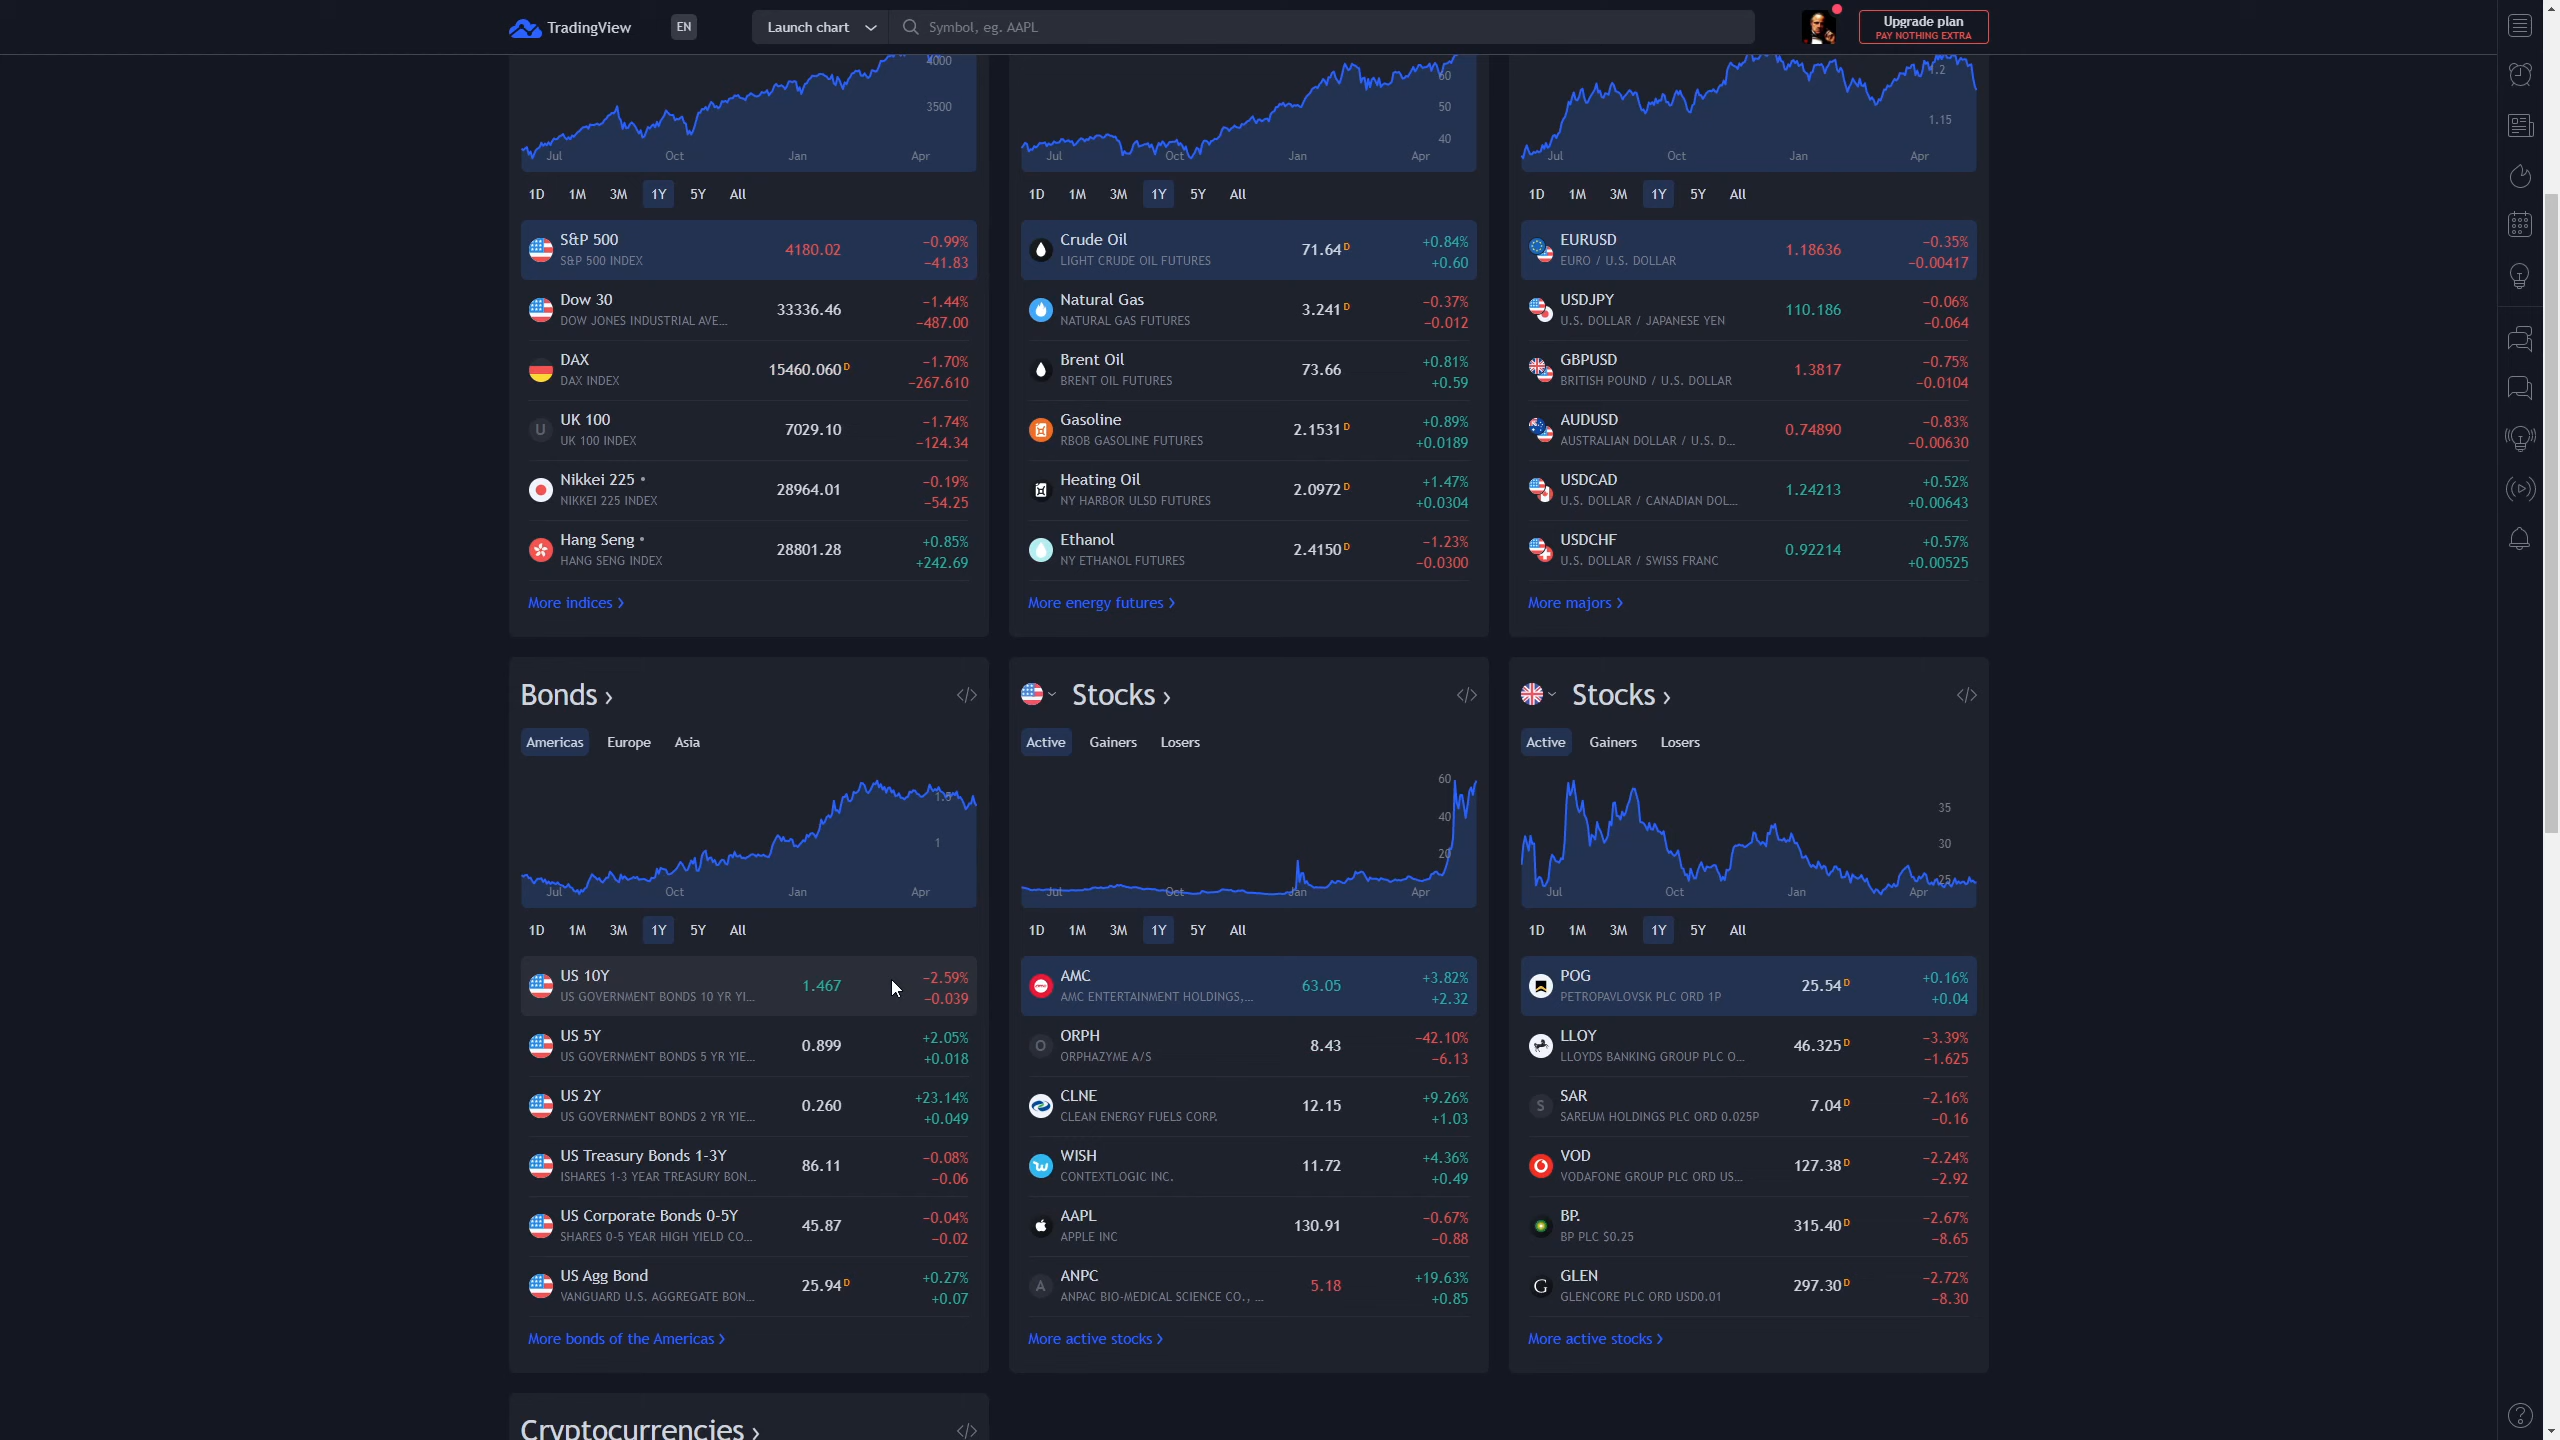 TradingView
EN
Launch chart
Symbol, eg. AAPL
Upgrade plan
PAY NOTHING EXTRA
4000
3500
Jul Oct Jan Apr
1D 1M 3M 1Y 5Y All
S&P 500 4180.02 −0.99%
S&P 500 INDEX −41.83
Dow 30 33336.46 −1.44%
DOW JONES INDUSTRIAL AVE... −487.00
DAX 15460.060 D −1.70%
DAX INDEX −267.610
U UK 100 7029.10 −1.74%
UK 100 INDEX −124.34
Nikkei 225 • 28964.01 −0.19%
NIKKEI 225 INDEX −54.25
Hang Seng • 28801.28 +0.85%
HANG SENG INDEX +242.69
More indices >
60
50
40
Jul Oct Jan Apr
1D 1M 3M 1Y 5Y All
Crude Oil 71.64 D +0.84%
LIGHT CRUDE OIL FUTURES +0.60
Natural Gas 3.241 D −0.37%
NATURAL GAS FUTURES −0.012
Brent Oil 73.66 +0.81%
BRENT OIL FUTURES +0.59
Gasoline 2.1531 D +0.89%
RBOB GASOLINE FUTURES +0.0189
Heating Oil 2.0972 D +1.47%
NY HARBOR ULSD FUTURES +0.0304
Ethanol 2.4150 D −1.23%
NY ETHANOL FUTURES −0.0300
More energy futures >
1.2
1.15
Jul Oct Jan Apr
1D 1M 3M 1Y 5Y All
EURUSD 1.18636 −0.35%
EURO / U.S. DOLLAR −0.00417
USDJPY 110.186 −0.06%
U.S. DOLLAR / JAPANESE YEN −0.064
GBPUSD 1.3817 −0.75%
BRITISH POUND / U.S. DOLLAR −0.0104
AUDUSD 0.74890 −0.83%
AUSTRALIAN DOLLAR / U.S. D... −0.00630
USDCAD 1.24213 +0.52%
U.S. DOLLAR / CANADIAN DOL... +0.00643
USDCHF 0.92214 +0.57%
U.S. DOLLAR / SWISS FRANC +0.00525
More majors >
Bonds > </>
Americas Europe Asia
1.5
1
Jul Oct Jan Apr
1D 1M 3M 1Y 5Y All
US 10Y 1.467 −2.59%
US GOVERNMENT BONDS 10 YR YI... −0.039
US 5Y 0.899 +2.05%
US GOVERNMENT BONDS 5 YR YIE... +0.018
US 2Y 0.260 +23.14%
US GOVERNMENT BONDS 2 YR YIE... +0.049
US Treasury Bonds 1-3Y 86.11 −0.08%
ISHARES 1-3 YEAR TREASURY BON... −0.06
US Corporate Bonds 0-5Y 45.87 −0.04%
SHARES 0-5 YEAR HIGH YIELD CO... −0.02
US Agg Bond 25.94 D +0.27%
VANGUARD U.S. AGGREGATE BON... +0.07
More bonds of the Americas >
Stocks > </>
Active Gainers Losers
60
40
20
Jul Oct Jan Apr
1D 1M 3M 1Y 5Y All
AMC 63.05 +3.82%
AMC ENTERTAINMENT HOLDINGS,... +2.32
O ORPH 8.43 −42.10%
ORPHAZYME A/S −6.13
CLNE 12.15 +9.26%
CLEAN ENERGY FUELS CORP. +1.03
WISH 11.72 +4.36%
CONTEXTLOGIC INC. +0.49
AAPL 130.91 −0.67%
APPLE INC −0.88
A ANPC 5.18 +19.63%
ANPAC BIO-MEDICAL SCIENCE CO., ... +0.85
More active stocks >
Stocks > </>
Active Gainers Losers
35
30
25
Jul Oct Jan Apr
1D 1M 3M 1Y 5Y All
POG 25.54 D +0.16%
PETROPAVLOVSK PLC ORD 1P +0.04
LLOY 46.325 D −3.39%
LLOYDS BANKING GROUP PLC O... −1.625
S SAR 7.04 D −2.16%
SAREUM HOLDINGS PLC ORD 0.025P −0.16
VOD 127.38 D −2.24%
VODAFONE GROUP PLC ORD US... −2.92
BP. 315.40 D −2.67%
BP PLC $0.25 −8.65
G GLEN 297.30 D −2.72%
GLENCORE PLC ORD USD0.01 −8.30
More active stocks >
Cryptocurrencies > </>